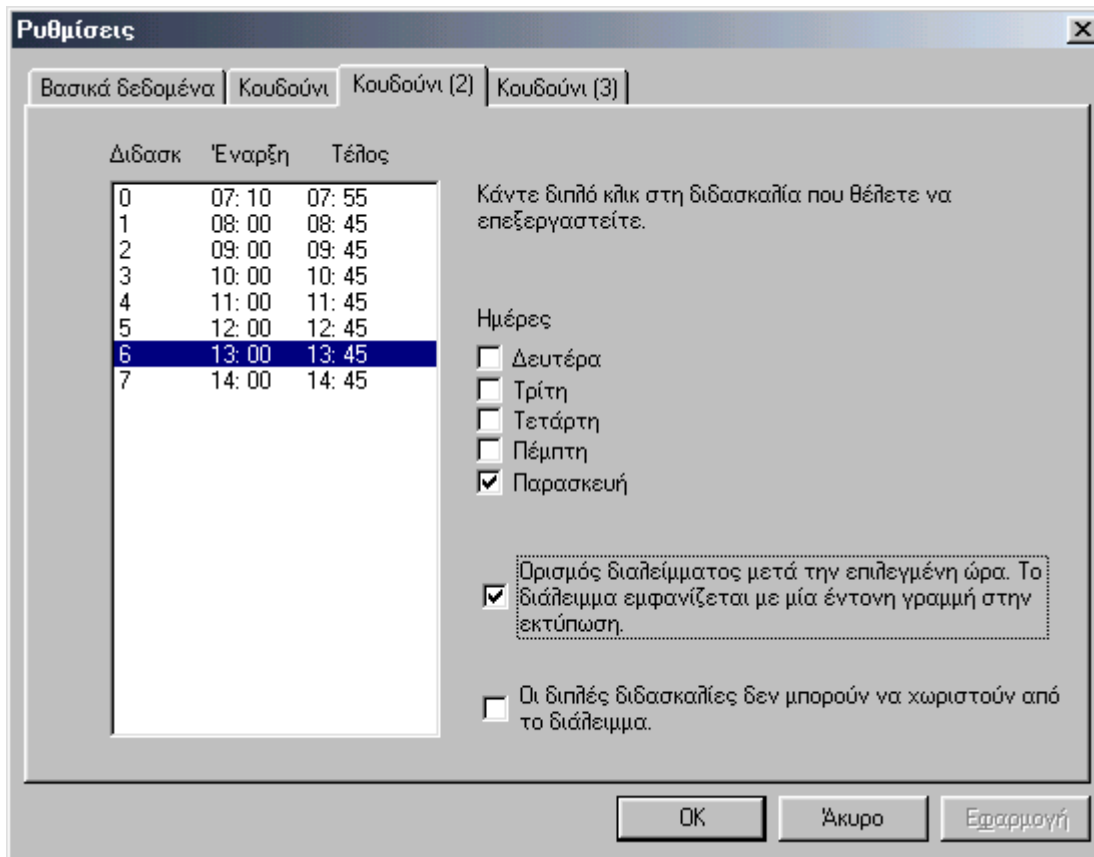 Ρυθμίσεις
Βασικά δεδομένα Κουδούνι Κουδούνι (2) Κουδούνι (3)
Διδασκ Έναρξη Τέλος
0 07: 10 07: 55
1 08: 00 08: 45
2 09: 00 09: 45
3 10: 00 10: 45
4 11: 00 11: 45
5 12: 00 12: 45
6 13: 00 13: 45
7 14: 00 14: 45
Κάντε διπλό κλικ στη διδασκαλία που θέλετε να
επεξεργαστείτε.
Ημέρες
Δευτέρα
Τρίτη
Τετάρτη
Πέμπτη
Παρασκευή
Ορισμός διαλείμματος μετά την επιλεγμένη ώρα. Το
διάλειμμα εμφανίζεται με μία έντονη γραμμή στην
εκτύπωση.
Οι διπλές διδασκαλίες δεν μπορούν να χωριστούν από
το διάλειμμα.
OK Άκυρο Εφαρμογή